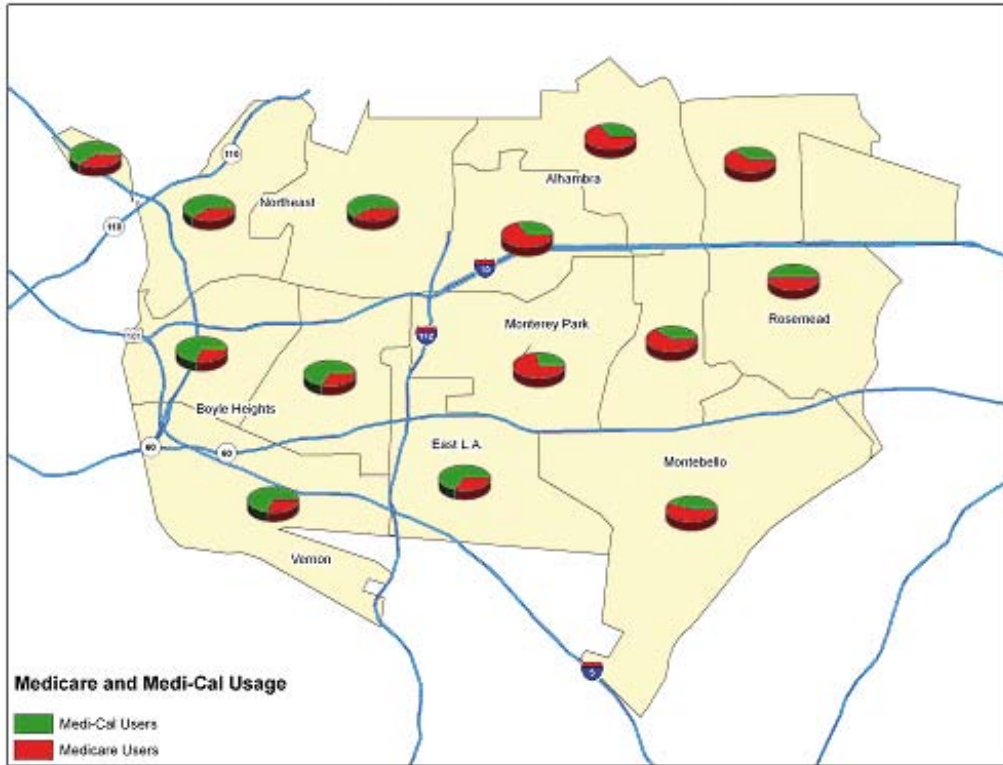 110
Alhambra
Northeast
110
10
Rosemead
Monterey Park
101
Boyle Heights
60
60
East L.A.
Montebello
Vernon
5
Medicare and Medi-Cal Usage
Medi-Cal Users
Medicare Users